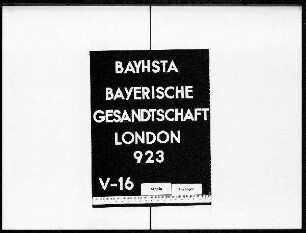 BAYHSTA
BAYERISCHE
GESANDTSCHAFT
LONDON
923
V-16